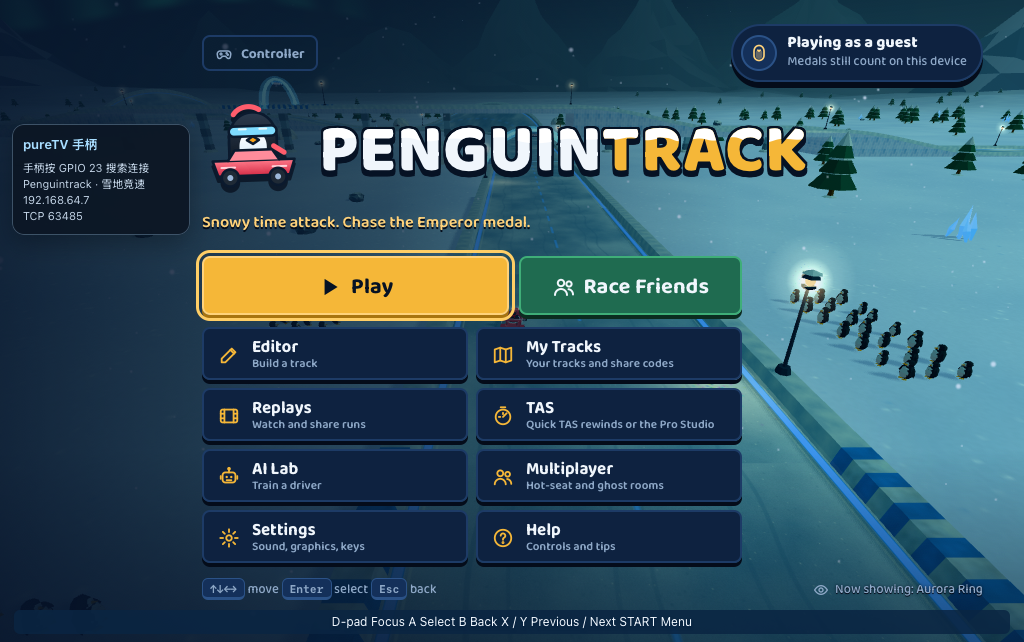 Controller
Playing as a guest
Medals still count on this device
pureTV 手柄
手柄按 GPIO 23 搜索连接
Penguintrack · 雪地竞速
192.168.64.7
TCP 63485
PENGUINTRACK
Snowy time attack. Chase the Emperor medal.
Play
Race Friends
Editor
Build a track
My Tracks
Your tracks and share codes
Replays
Watch and share runs
TAS
Quick TAS rewinds or the Pro Studio
AI Lab
Train a driver
Multiplayer
Hot-seat and ghost rooms
Settings
Sound, graphics, keys
Help
Controls and tips
↑↓↔ move Enter select Esc back
Now showing: Aurora Ring
D-pad Focus A Select B Back X / Y Previous / Next START Menu